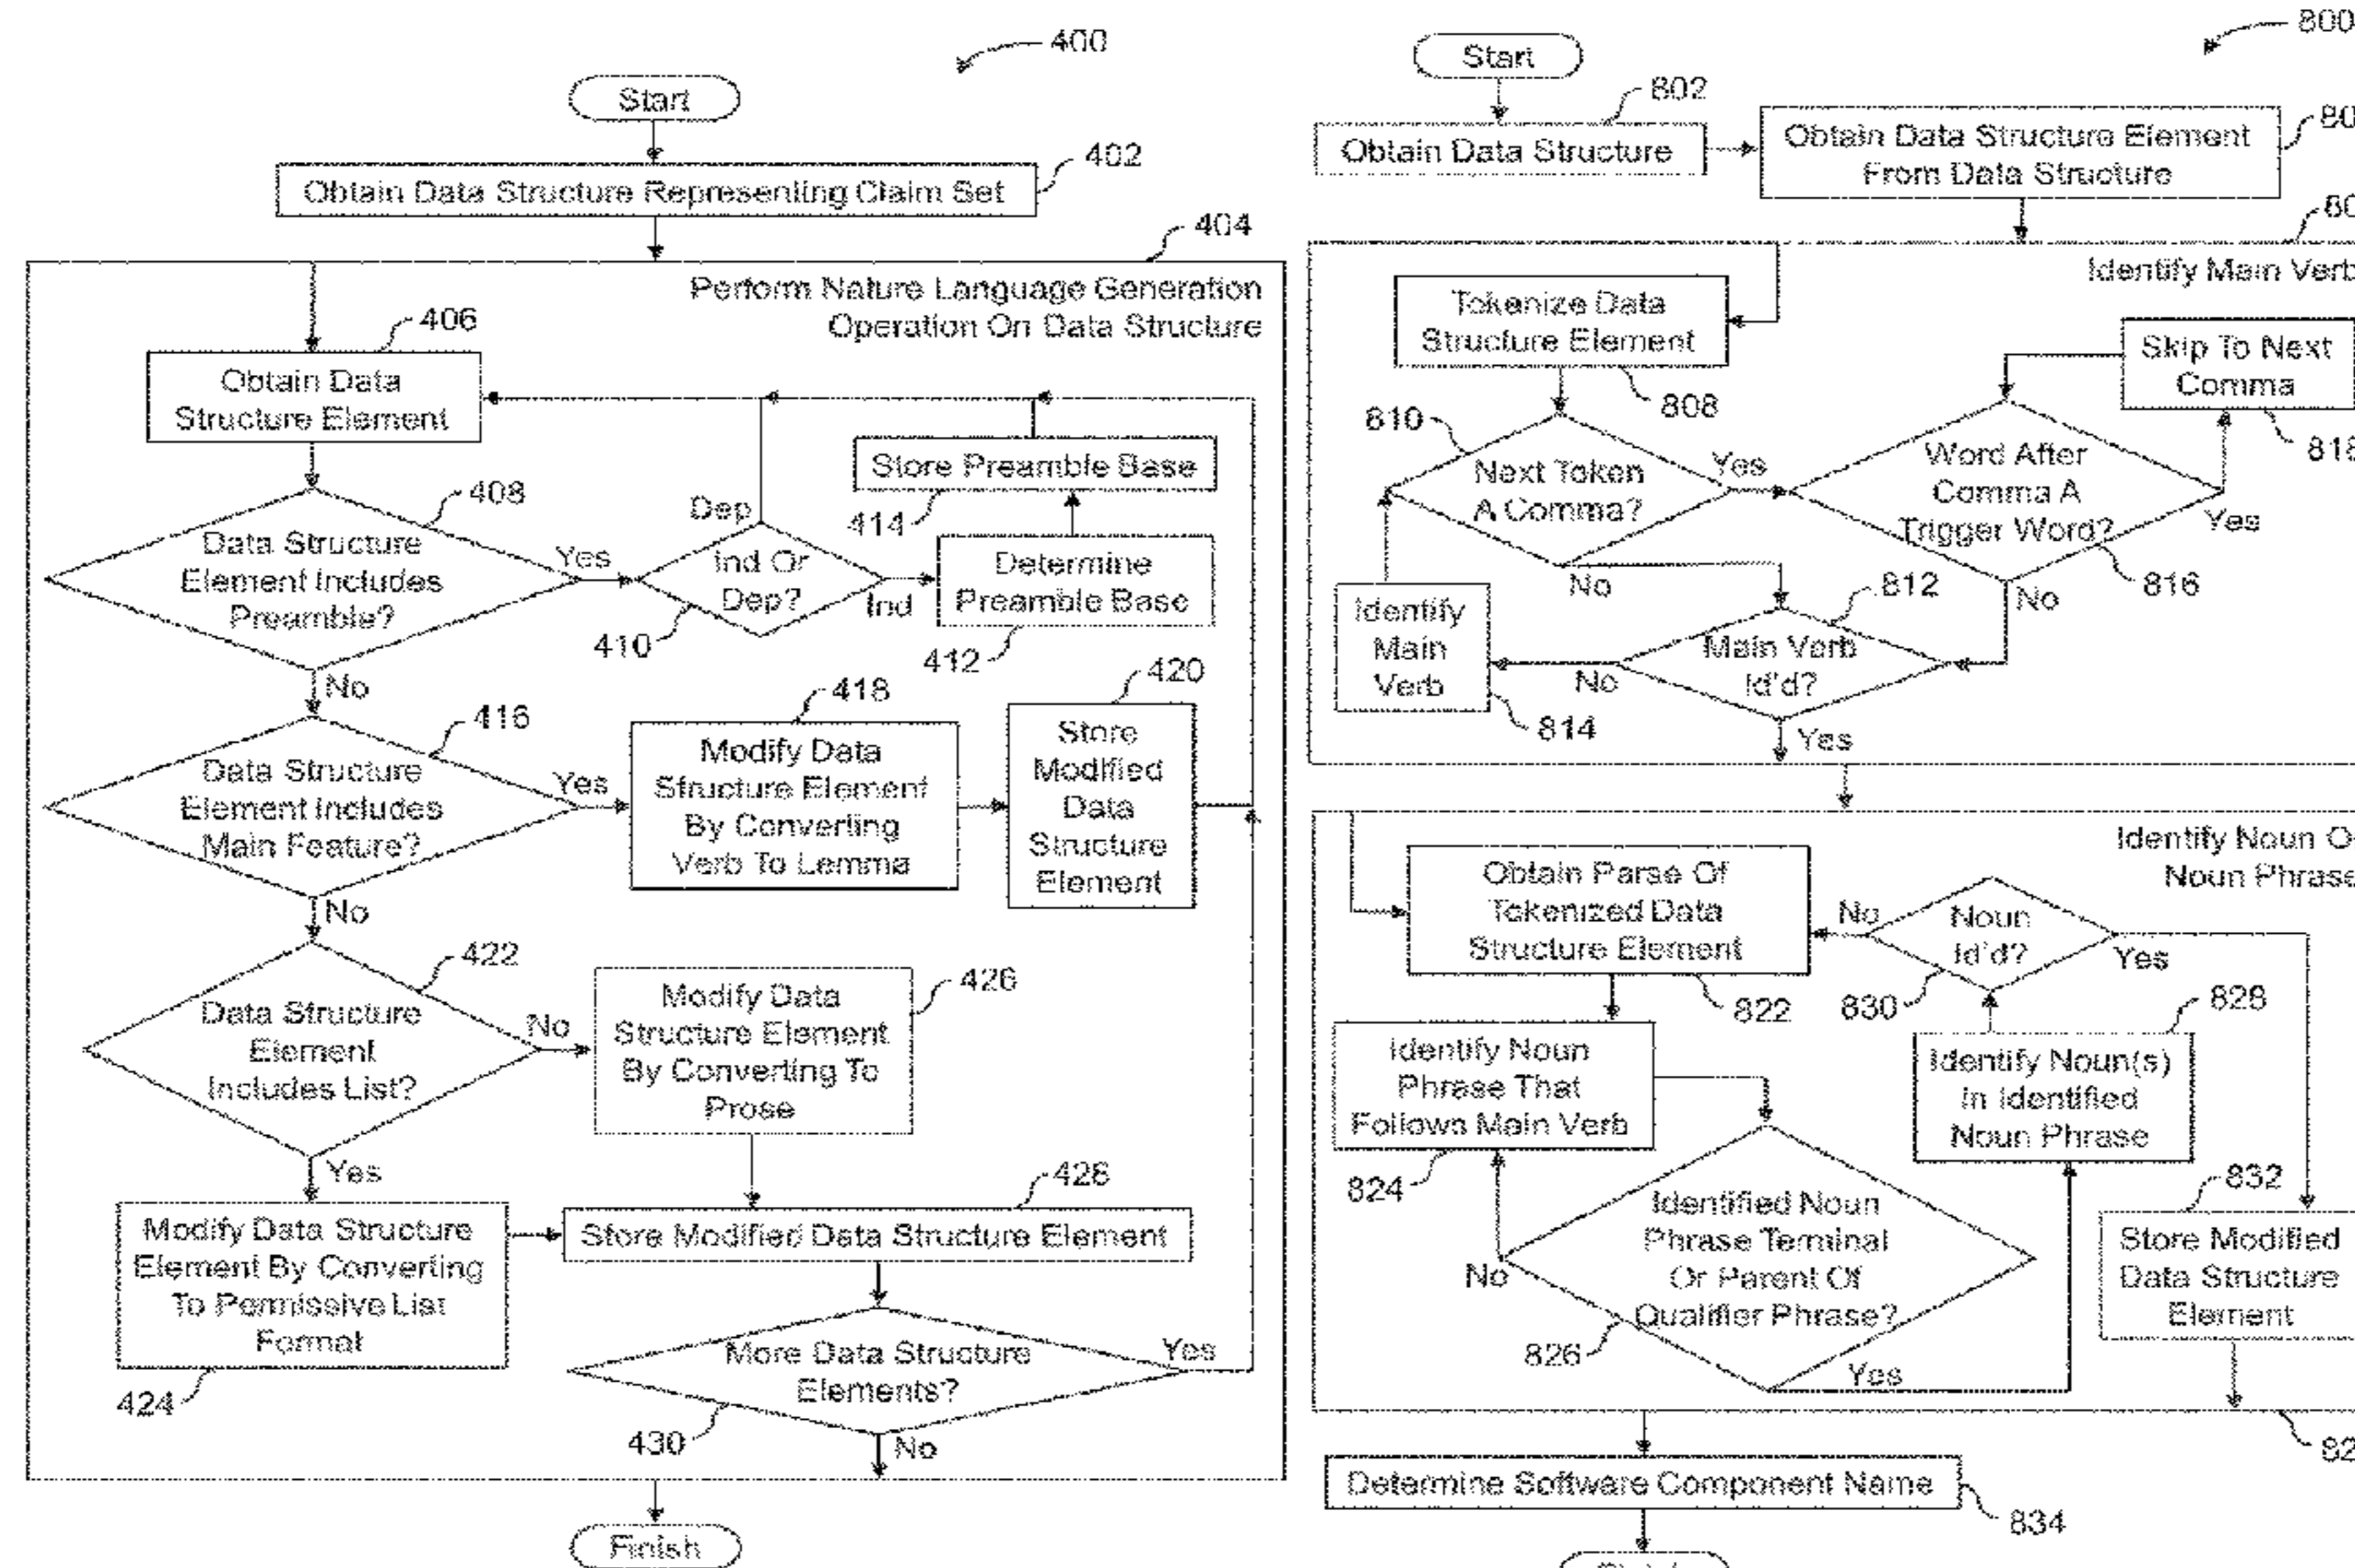 400
Start
402
Obtain Data Structure Representing Claim Set
404
Perform Nature Language Generation
Operation On Data Structure
406
Obtain Data
Structure Element
408
Data Structure
Element Includes
Preamble?
Yes
No
Dep
Ind Or
Dep?
Ind
410
Store Preamble Base
414
Determine
Preamble Base
412
416
Data Structure
Element Includes
Main Feature?
Yes
No
418
Modify Data
Structure Element
By Converting
Verb To Lemma
420
Store
Modified
Data
Structure
Element
422
Data Structure
Element
Includes List?
No
Yes
426
Modify Data
Structure Element
By Converting To
Prose
428
Store Modified Data Structure Element
Modify Data Structure
Element By Converting
To Permissive List
Format
424
More Data Structure
Elements?
Yes
430
No
Finish
800
Start
802
Obtain Data Structure
Obtain Data Structure Element
From Data Structure
Identify Main Verb
Tokenize Data
Structure Element
808
Skip To Next
Comma
818
810
Next Token
A Comma?
Yes
No
Word After
Comma A
Trigger Word?
Yes
816
No
812
Main Verb
Id'd?
No
Yes
Identify
Main
Verb
814
Identify Noun
Noun Phrase
Obtain Parse Of
Tokenized Data
Structure Element
822
Noun
Id'd?
No
Yes
830
828
Identify Noun
Phrase That
Follows Main Verb
824
Identify Noun(s)
In Identified
Noun Phrase
Identified Noun
Phrase Terminal
Or Parent Of
Qualifier Phrase?
No
826
Yes
832
Store Modified
Data Structure
Element
Determine Software Component Name
834